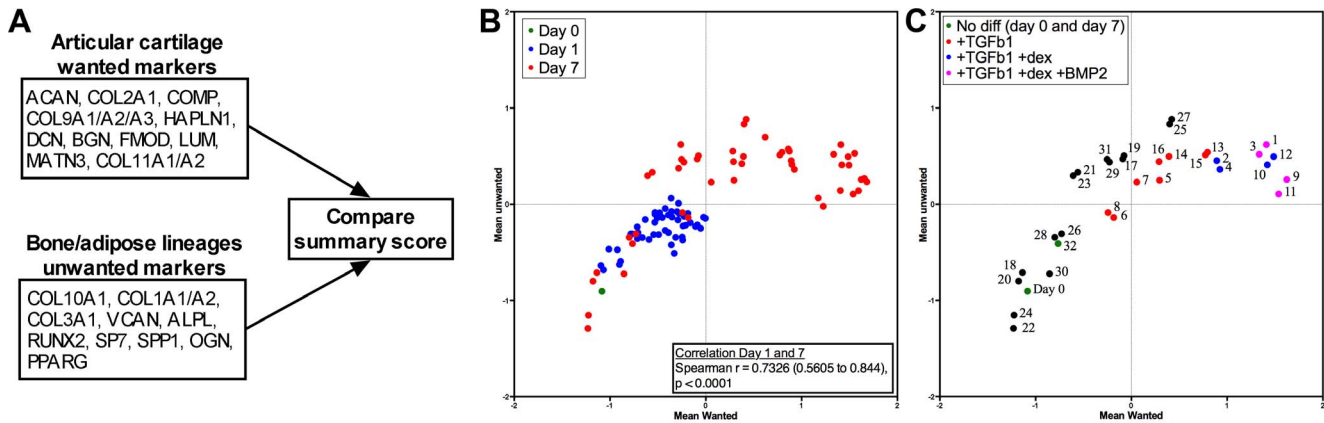 A
Articular cartilage
wanted markers
ACAN, COL2A1, COMP,
COL9A1/A2/A3, HAPLN1,
DCN, BGN, FMOD, LUM,
MATN3, COL11A1/A2
Bone/adipose lineages
unwanted markers
COL10A1, COL1A1/A2,
COL3A1, VCAN, ALPL,
RUNX2, SP7, SPP1, OGN,
PPARG
Compare
summary score
B
Day 0
Day 1
Day 7
Mean unwanted
2
1
0
-1
-2
-1
0
1
2
Mean Wanted
Correlation Day 1 and 7
Spearman r = 0.7326 (0.5605 to 0.844),
p < 0.0001
C
No diff (day 0 and day 7)
+TGFb1
+TGFb1 +dex
+TGFb1 +dex +BMP2
Mean unwanted
2
1
0
-1
-2
-1
0
1
2
Mean Wanted
27
25
31
19
16
14
13
2
3
1
12
21
29
17
15
4
10
23
7
5
9
11
8
6
28
26
32
18
30
20
Day 0
24
22